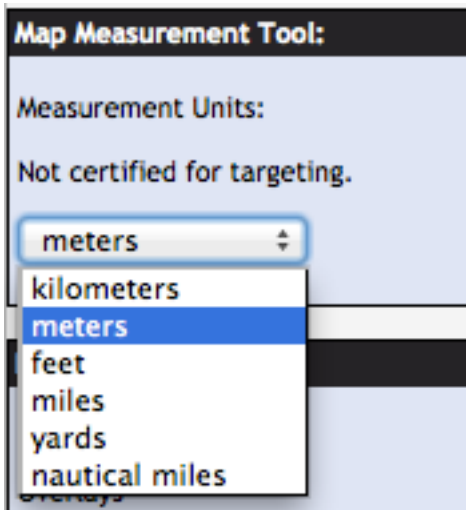 Map Measurement Tool:
Measurement Units:
Not certified for targeting.
meters
kilometers
meters
feet
miles
yards
nautical miles